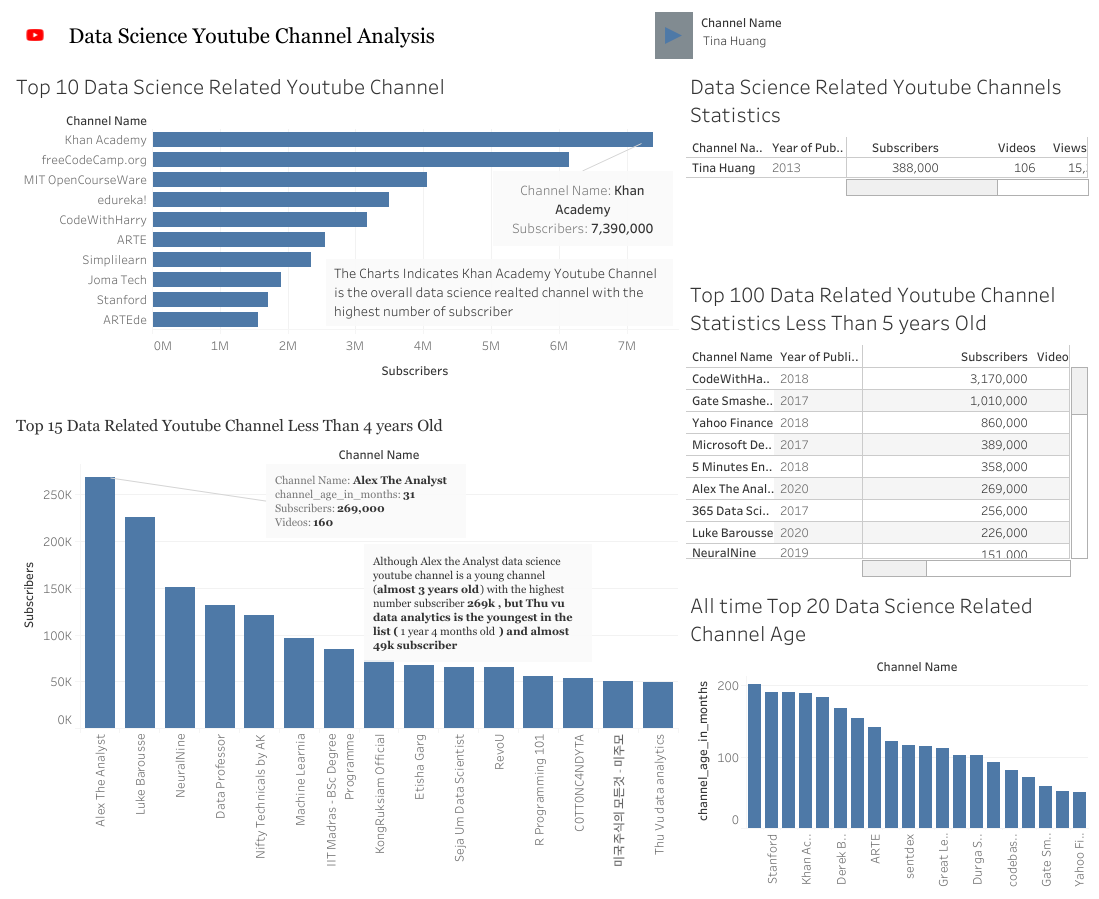 Data Science Youtube Channel Analysis
Channel Name
Tina Huang
Top 10 Data Science Related Youtube Channel
Channel Name
Khan Academy
freeCodeCamp.org
MIT OpenCourseWare
edureka!
CodeWithHarry
ARTE
Simplilearn
Joma Tech
Stanford
ARTEde
Channel Name: Khan
Academy
Subscribers: 7,390,000
The Charts Indicates Khan Academy Youtube Channel
is the overall data science realted channel with the
highest number of subscriber
0M 1M 2M 3M 4M 5M 6M 7M
Subscribers
Data Science Related Youtube Channels
Statistics
Channel Na.. Year of Pub.. Subscribers Videos Views
Tina Huang 2013 388,000 106 15,
Top 100 Data Related Youtube Channel
Statistics Less Than 5 years Old
Channel Name Year of Publi.. Subscribers Video
CodeWithHa.. 2018 3,170,000
Gate Smashe.. 2017 1,010,000
Yahoo Finance 2018 860,000
Microsoft De.. 2017 389,000
5 Minutes En.. 2018 358,000
Alex The Anal.. 2020 269,000
365 Data Sci.. 2017 256,000
Luke Barousse 2020 226,000
NeuralNine 2019 151,000
Top 15 Data Related Youtube Channel Less Than 4 years Old
Channel Name
Channel Name: Alex The Analyst
channel_age_in_months: 31
Subscribers: 269,000
Videos: 160
Although Alex the Analyst data science
youtube channel is a young channel
(almost 3 years old) with the highest
number subscriber 269k , but Thu vu
data analytics is the youngest in the
list ( 1 year 4 months old ) and almost
49k subscriber
Subscribers
250K
200K
150K
100K
50K
0K
Alex The Analyst
Luke Barousse
NeuralNine
Data Professor
Nifty Technicals by AK
Machine Learnia
IIT Madras - BSc Degree
Programme
KongRuksiam Official
Etisha Garg
Seja Um Data Scientist
RevoU
R Programming 101
C0TT0NC4NDYTA
미국주식의 모든것 - 미주모
Thu Vu data analytics
All time Top 20 Data Science Related
Channel Age
Channel Name
channel_age_in_months
200
100
0
Stanford
Khan Ac..
Derek B..
ARTE
sentdex
Great Le..
Durga S..
codebas..
Gate Sm..
Yahoo Fi..